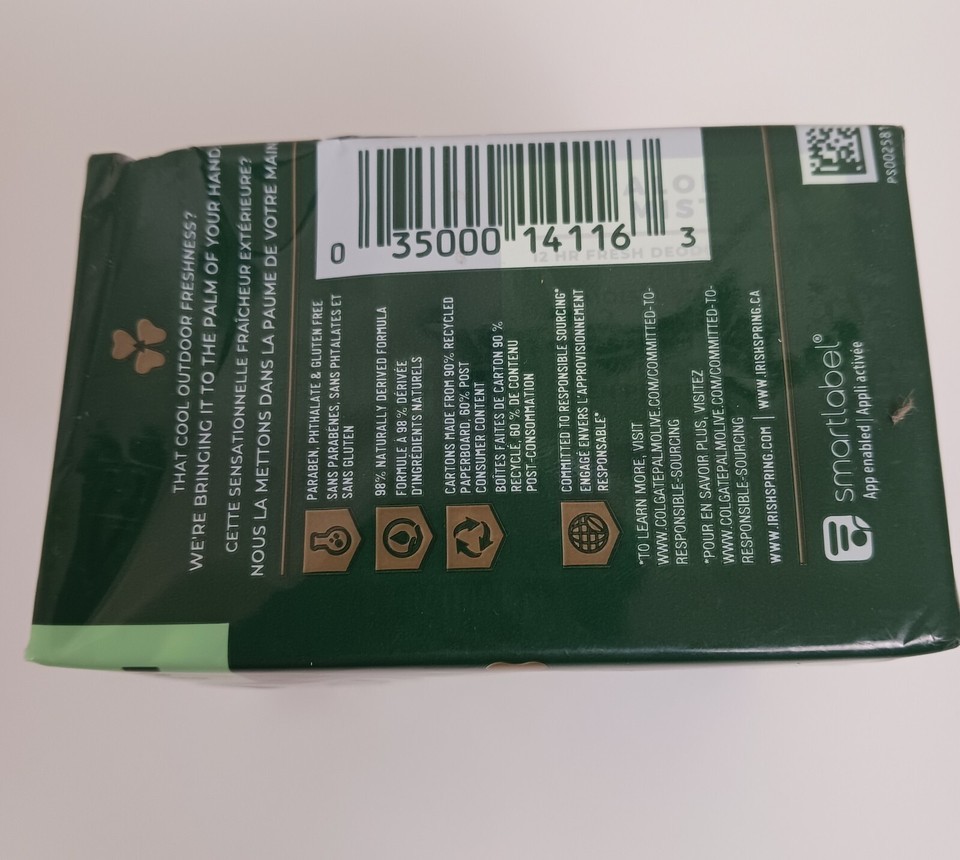 THAT COOL OUTDOOR FRESHNESS?
WE'RE BRINGING IT TO THE PALM OF YOUR HAND
CETTE SENSATIONNELLE FRAÎCHEUR EXTÉRIEURE?
NOUS LA METTONS DANS LA PAUME DE VOTRE MAIN
0 35000 14116 3
ALOE
MIST
12 HR FRESH DEOD
PARABEN, PHTHALATE & GLUTEN FREE
SANS PARABÈNES, SANS PHTALATES ET
SANS GLUTEN
98% NATURALLY DERIVED FORMULA
FORMULE À 98 % DÉRIVÉE
D'INGRÉDIENTS NATURELS
CARTONS MADE FROM 90% RECYCLED
PAPERBOARD, 60% POST
CONSUMER CONTENT
BOÎTES FAITES DE CARTON 90 %
RECYCLÉ, 60 % DE CONTENU
POST-CONSOMMATION
COMMITTED TO RESPONSIBLE SOURCING*
ENGAGÉ ENVERS L'APPROVISIONNEMENT
RESPONSABLE*
*TO LEARN MORE, VISIT
WWW.COLGATEPALMOLIVE.COM/COMMITTED-TO-
RESPONSIBLE-SOURCING
*POUR EN SAVOIR PLUS, VISITEZ
WWW.COLGATEPALMOLIVE.COM/COMMITTED-TO-
RESPONSIBLE-SOURCING
WWW.IRISHSPRING.COM | WWW.IRISHSPRING.CA
smartlabel®
App enabled | Appli activée
PS002581